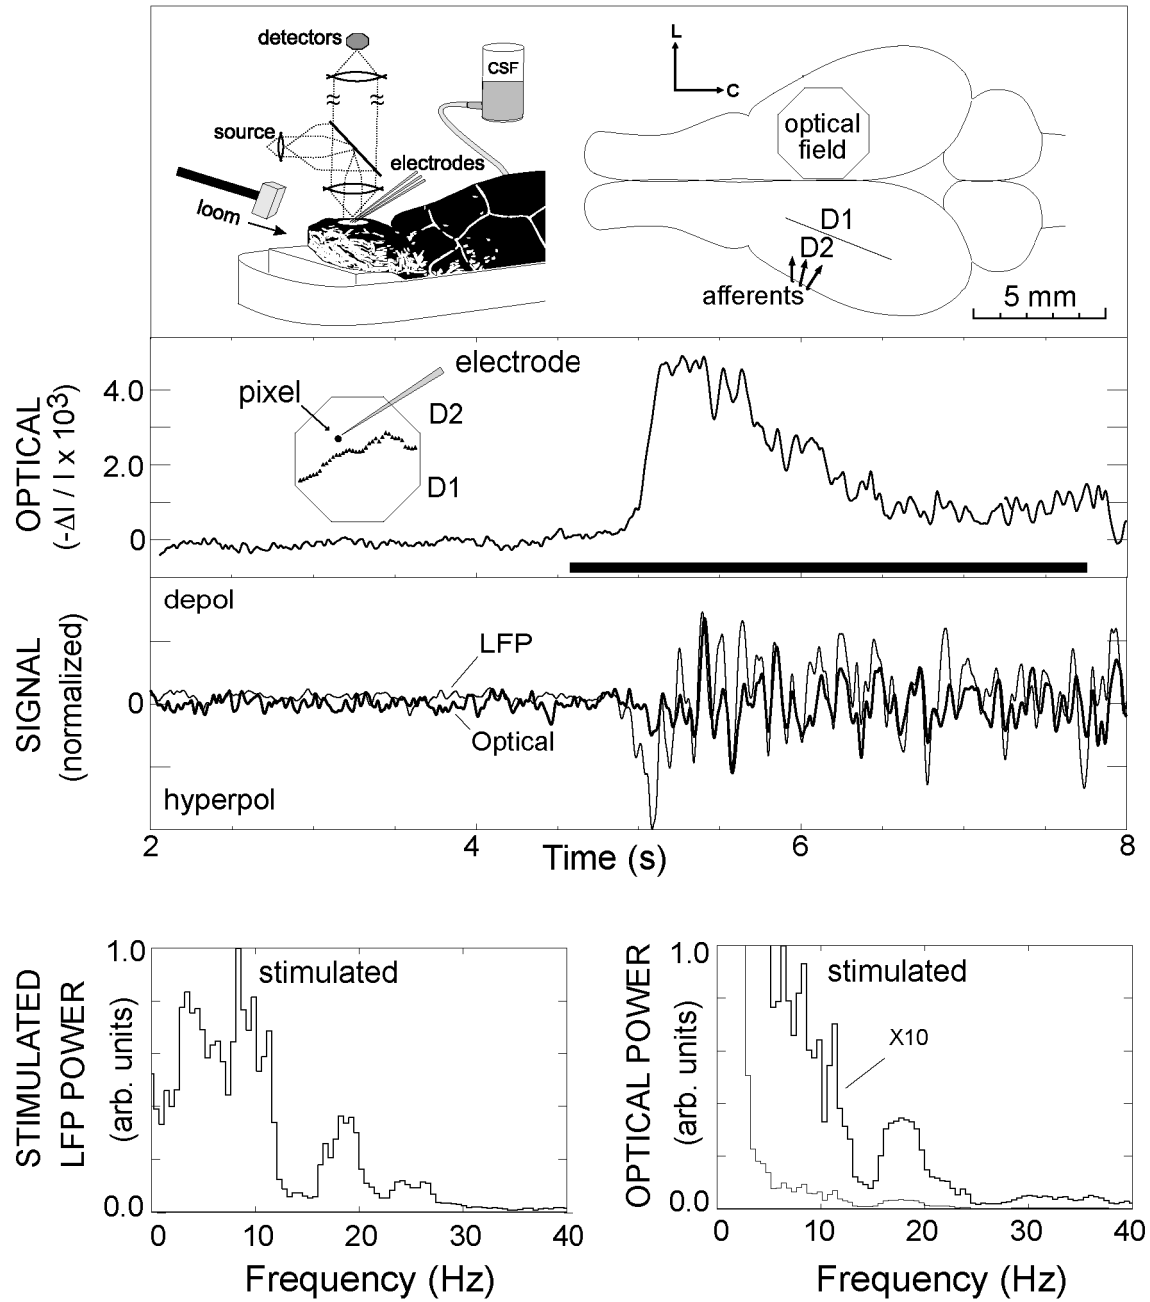 detectors
CSF
source
electrodes
loom
L
C
optical
field
D1
D2
afferents
5 mm
OPTICAL
(-ΔI / I x 10³)
4.0
2.0
0
electrode
pixel
D2
D1
SIGNAL
(normalized)
depol
LFP
0
Optical
hyperpol
2
4
6
8
Time (s)
STIMULATED
LFP POWER
(arb. units)
1.0
0.0
stimulated
0
10
20
30
40
Frequency (Hz)
OPTICAL POWER
(arb. units)
1.0
0.0
stimulated
X10
0
10
20
30
40
Frequency (Hz)